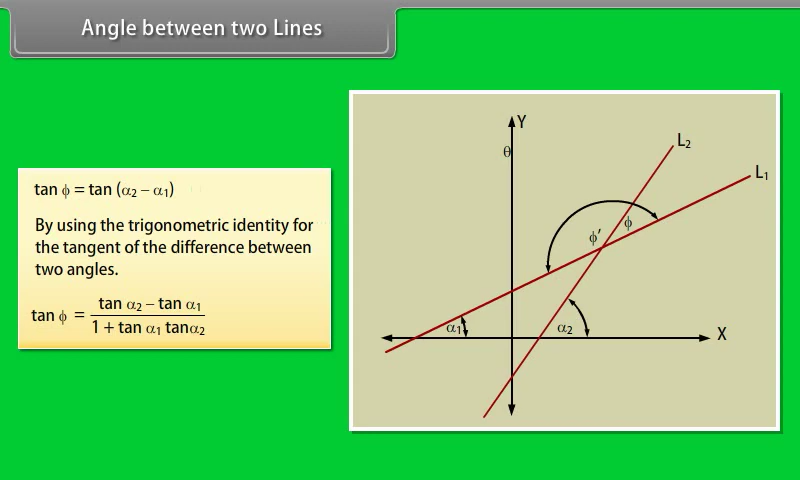 Angle between two Lines
tan ϕ = tan (α₂ – α₁)
By using the trigonometric identity for
the tangent of the difference between
two angles.
tan ϕ = (tan α₂ – tan α₁) / (1 + tan α₁ tanα₂)
Y
θ
L₂
L₁
ϕ
ϕ′
α₁
α₂
X